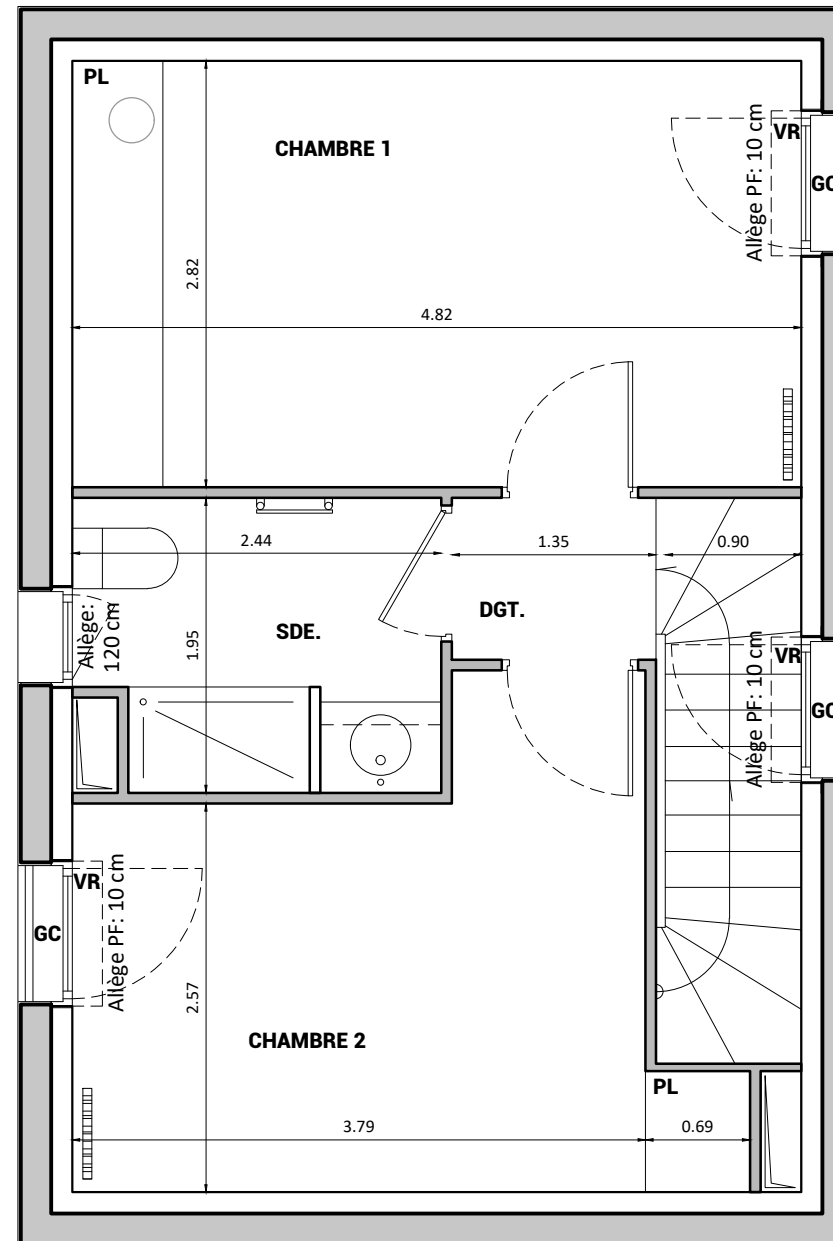 PL
CHAMBRE 1
VR
Allège PF: 10 cm
GC
2.82
4.82
2.44
1.35
0.90
Allège:
120 cm
SDE.
DGT.
1.95
VR
Allège PF: 10 cm
GC
VR
Allège PF: 10 cm
GC
2.57
CHAMBRE 2
PL
3.79
0.69